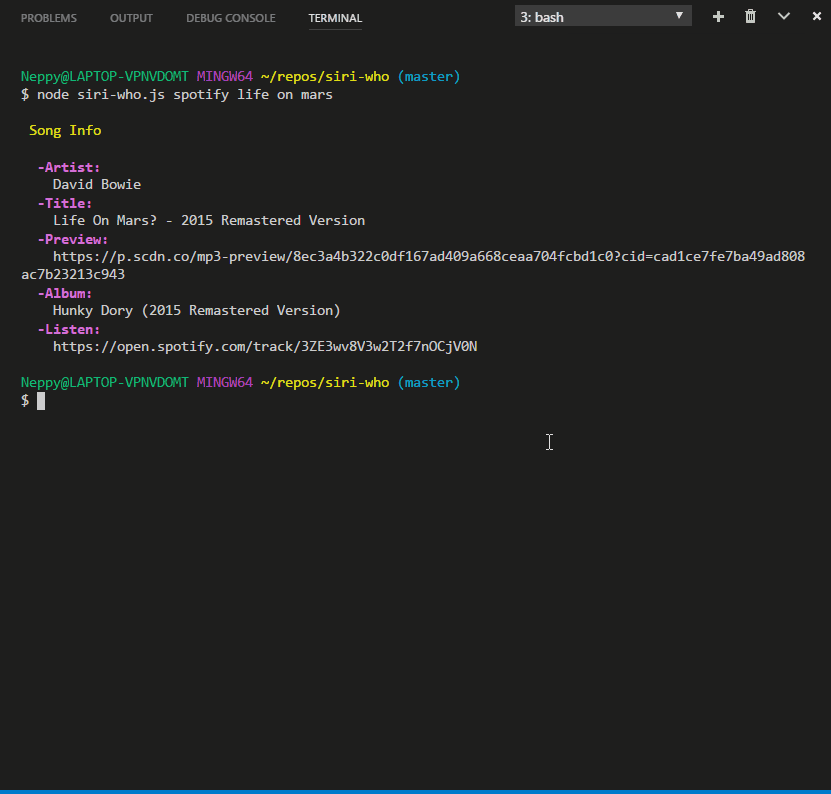 PROBLEMS OUTPUT DEBUG CONSOLE TERMINAL 3: bash
Neppy@LAPTOP-VPNVDOMT MINGW64 ~/repos/siri-who (master)
$ node siri-who.js spotify life on mars
Song Info
-Artist:
David Bowie
-Title:
Life On Mars? - 2015 Remastered Version
-Preview:
https://p.scdn.co/mp3-preview/8ec3a4b322c0df167ad409a668ceaa704fcbd1c0?cid=cad1ce7fe7ba49ad808
ac7b23213c943
-Album:
Hunky Dory (2015 Remastered Version)
-Listen:
https://open.spotify.com/track/3ZE3wv8V3w2T2f7nOCjV0N
Neppy@LAPTOP-VPNVDOMT MINGW64 ~/repos/siri-who (master)
$